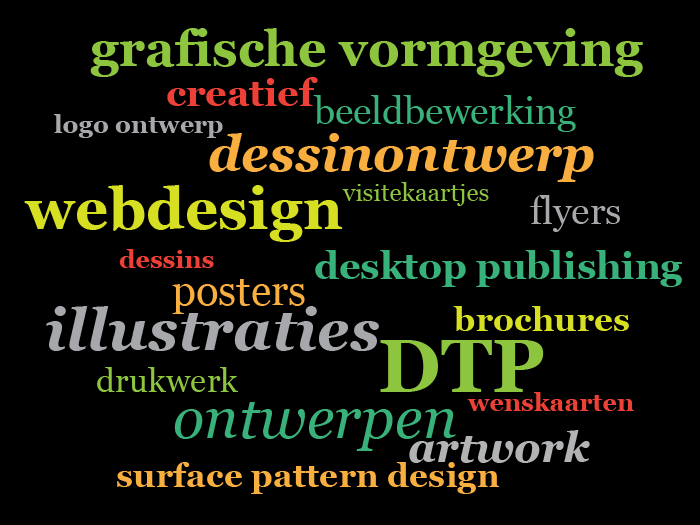 grafische vormgeving
creatief
beeldbewerking
logo ontwerp
dessinontwerp
webdesign
visitekaartjes
flyers
dessins
desktop publishing
posters
illustraties
brochures
DTP
drukwerk
wenskaarten
ontwerpen
artwork
surface pattern design